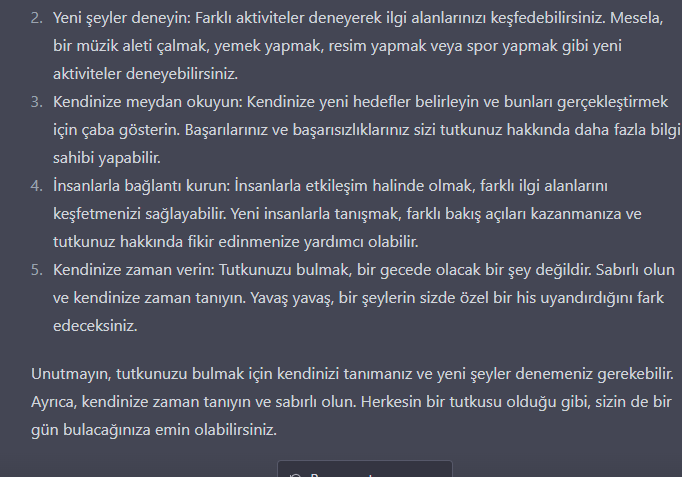 2. Yeni şeyler deneyin: Farklı aktiviteler deneyerek ilgi alanlarınızı keşfedebilirsiniz. Mesela,
bir müzik aleti çalmak, yemek yapmak, resim yapmak veya spor yapmak gibi yeni
aktiviteler deneyebilirsiniz.
3. Kendinize meydan okuyun: Kendinize yeni hedefler belirleyin ve bunları gerçekleştirmek
için çaba gösterin. Başarılarınız ve başarısızlıklarınız sizi tutkunuz hakkında daha fazla bilgi
sahibi yapabilir.
4. İnsanlarla bağlantı kurun: İnsanlarla etkileşim halinde olmak, farklı ilgi alanlarını
keşfetmenizi sağlayabilir. Yeni insanlarla tanışmak, farklı bakış açıları kazanmanıza ve
tutkunuz hakkında fikir edinmenize yardımcı olabilir.
5. Kendinize zaman verin: Tutkunuzu bulmak, bir gecede olacak bir şey değildir. Sabırlı olun
ve kendinize zaman tanıyın. Yavaş yavaş, bir şeylerin sizde özel bir his uyandırdığını fark
edeceksiniz.
Unutmayın, tutkunuzu bulmak için kendinizi tanımanız ve yeni şeyler denemeniz gerekebilir.
Ayrıca, kendinize zaman tanıyın ve sabırlı olun. Herkesin bir tutkusu olduğu gibi, sizin de bir
gün bulacağınıza emin olabilirsiniz.